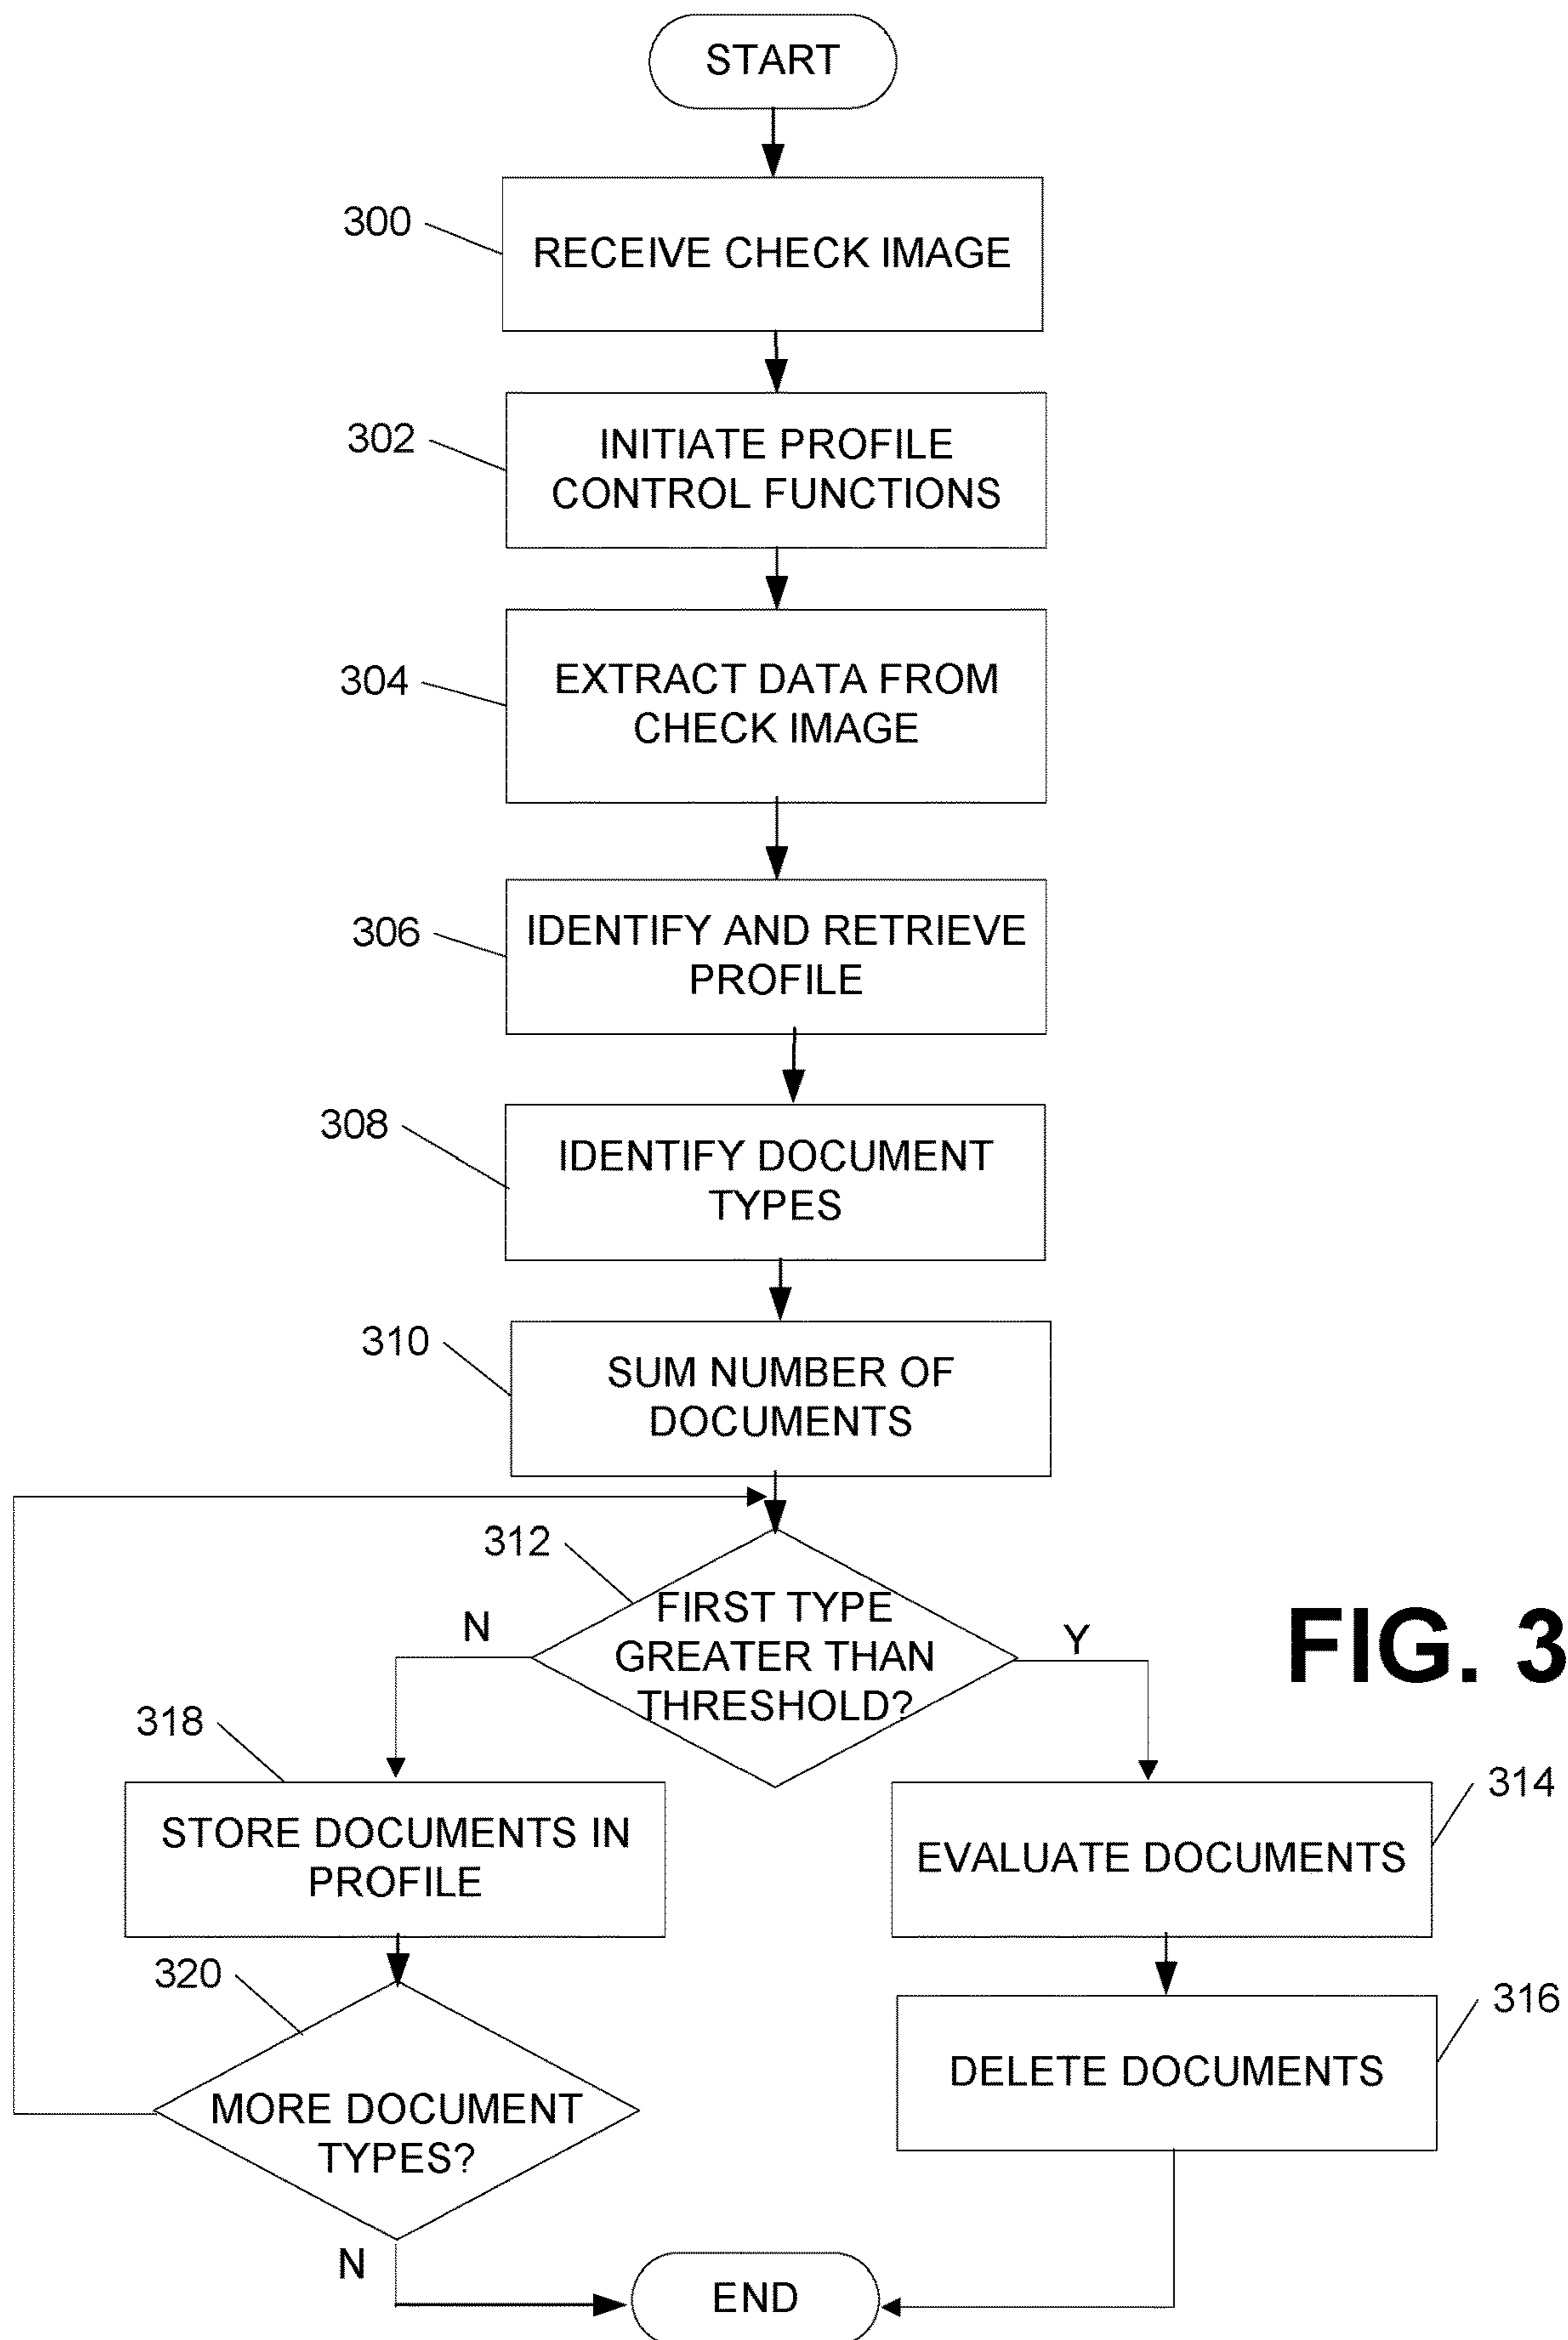 START
300
RECEIVE CHECK IMAGE
302
INITIATE PROFILE
CONTROL FUNCTIONS
304
EXTRACT DATA FROM
CHECK IMAGE
306
IDENTIFY AND RETRIEVE
PROFILE
308
IDENTIFY DOCUMENT
TYPES
310
SUM NUMBER OF
DOCUMENTS
312
FIRST TYPE
GREATER THAN
THRESHOLD?
N
Y
FIG. 3
318
STORE DOCUMENTS IN
PROFILE
314
EVALUATE DOCUMENTS
320
MORE DOCUMENT
TYPES?
316
DELETE DOCUMENTS
N
END